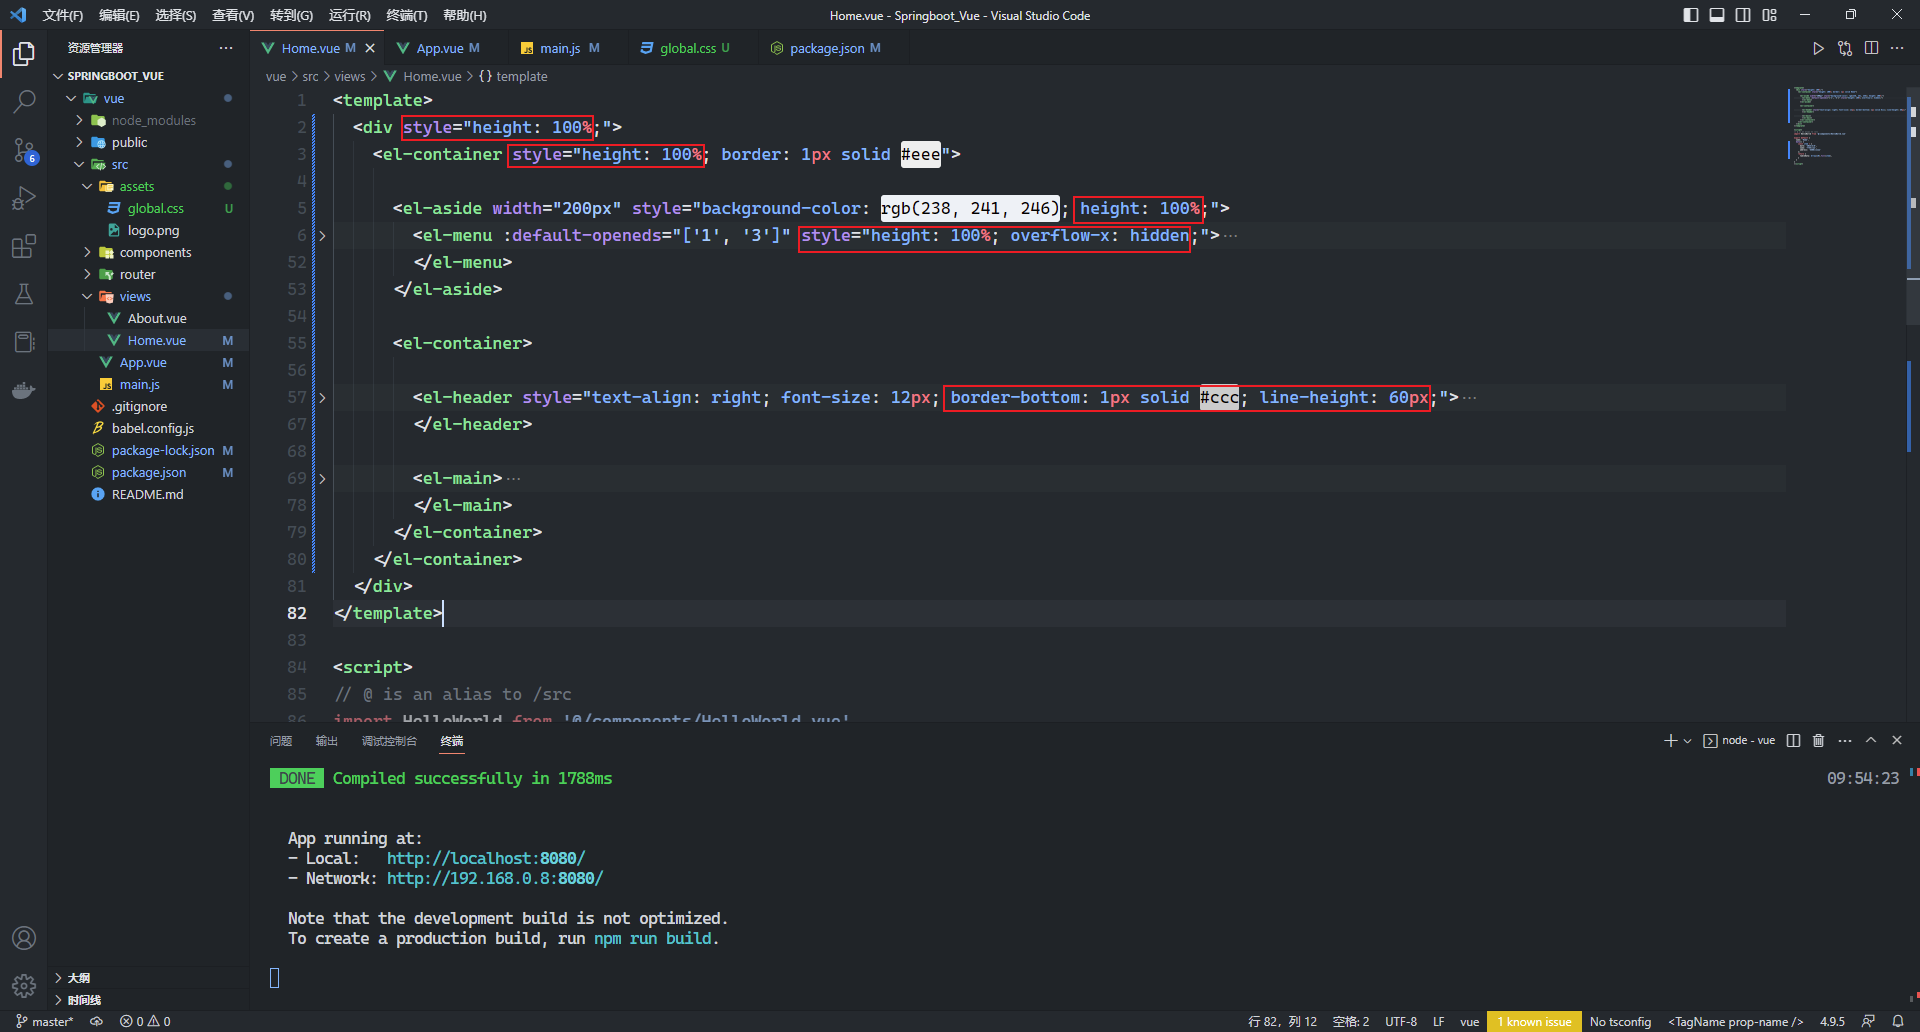 文件(F) 编辑(E) 选择(S) 查看(V) 转到(G) 运行(R) 终端(T) 帮助(H)
Home.vue - Springboot_Vue - Visual Studio Code
资源管理器
SPRINGBOOT_VUE
vue
node_modules
public
src
assets
global.css U
logo.png
components
router
views
About.vue
Home.vue M
App.vue M
JS main.js M
.gitignore
babel.config.js
package-lock.json M
package.json M
README.md
大纲
时间线
6
Home.vue M App.vue M JS main.js M global.css U package.json M
vue > src > views > Home.vue > {} template
1 <template>
2 <div style="height: 100%;">
3 <el-container style="height: 100%; border: 1px solid #eee">
4
5 <el-aside width="200px" style="background-color: rgb(238, 241, 246); height: 100%;">
6 <el-menu :default-openeds="['1', '3']" style="height: 100%; overflow-x: hidden;">···
52 </el-menu>
53 </el-aside>
54
55 <el-container>
56
57 <el-header style="text-align: right; font-size: 12px; border-bottom: 1px solid #ccc; line-height: 60px;">···
67 </el-header>
68
69 <el-main>···
78 </el-main>
79 </el-container>
80 </el-container>
81 </div>
82 </template>
83
84 <script>
85 // @ is an alias to /src
86 import HelloWorld from '@/components/HelloWorld.vue'
问题 输出 调试控制台 终端
node - vue
DONE Compiled successfully in 1788ms 09:54:23
App running at:
- Local: http://localhost:8080/
- Network: http://192.168.0.8:8080/
Note that the development build is not optimized.
To create a production build, run npm run build.
master* 0 0 行 82，列 12 空格: 2 UTF-8 LF vue 1 known issue No tsconfig <TagName prop-name /> 4.9.5